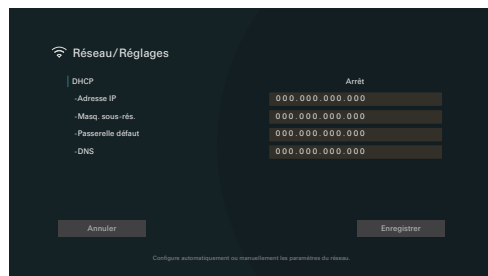 Réseau/Réglages
DHCP Arrêt
-Adresse IP 000.000.000.000
-Masq. sous-rés. 000.000.000.000
-Passerelle défaut 000.000.000.000
-DNS 000.000.000.000
Annuler Enregistrer
Configure automatiquement ou manuellement les paramètres du réseau.